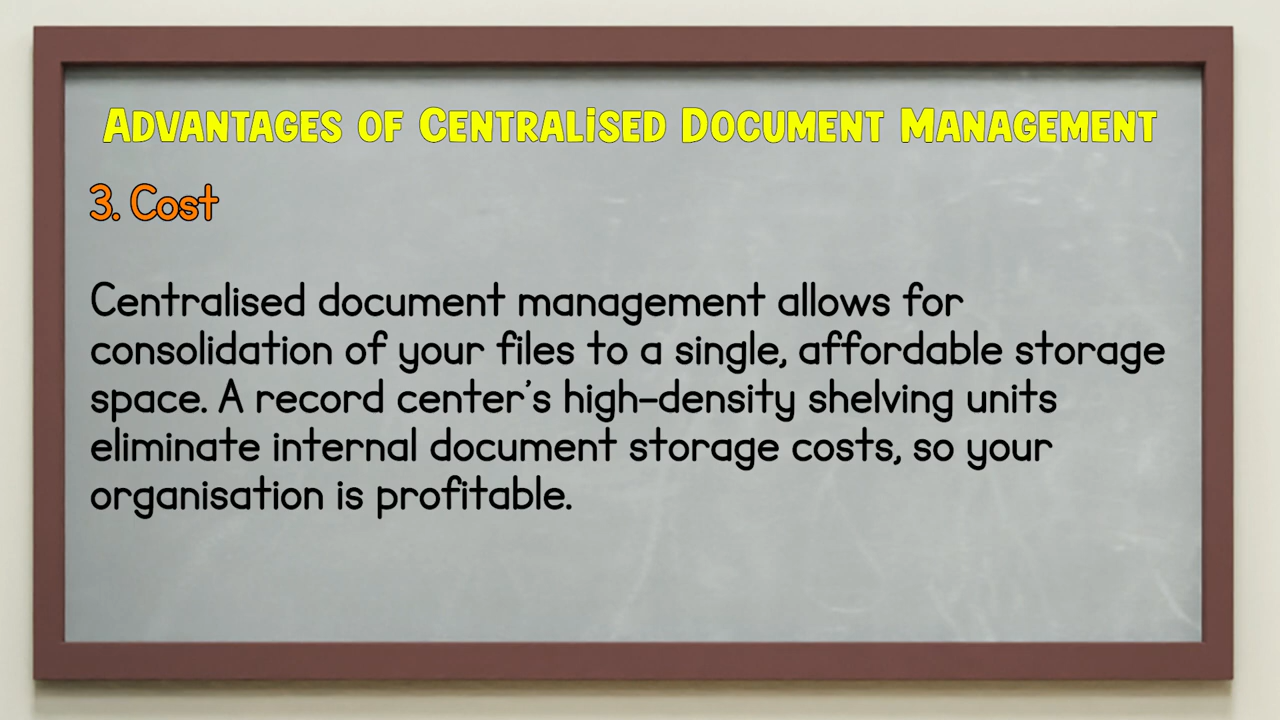 Advantages of Centralised Document Management
3. Cost
Centralised document management allows for
consolidation of your files to a single, affordable storage
space. A record center's high-density shelving units
eliminate internal document storage costs, so your
organisation is profitable.